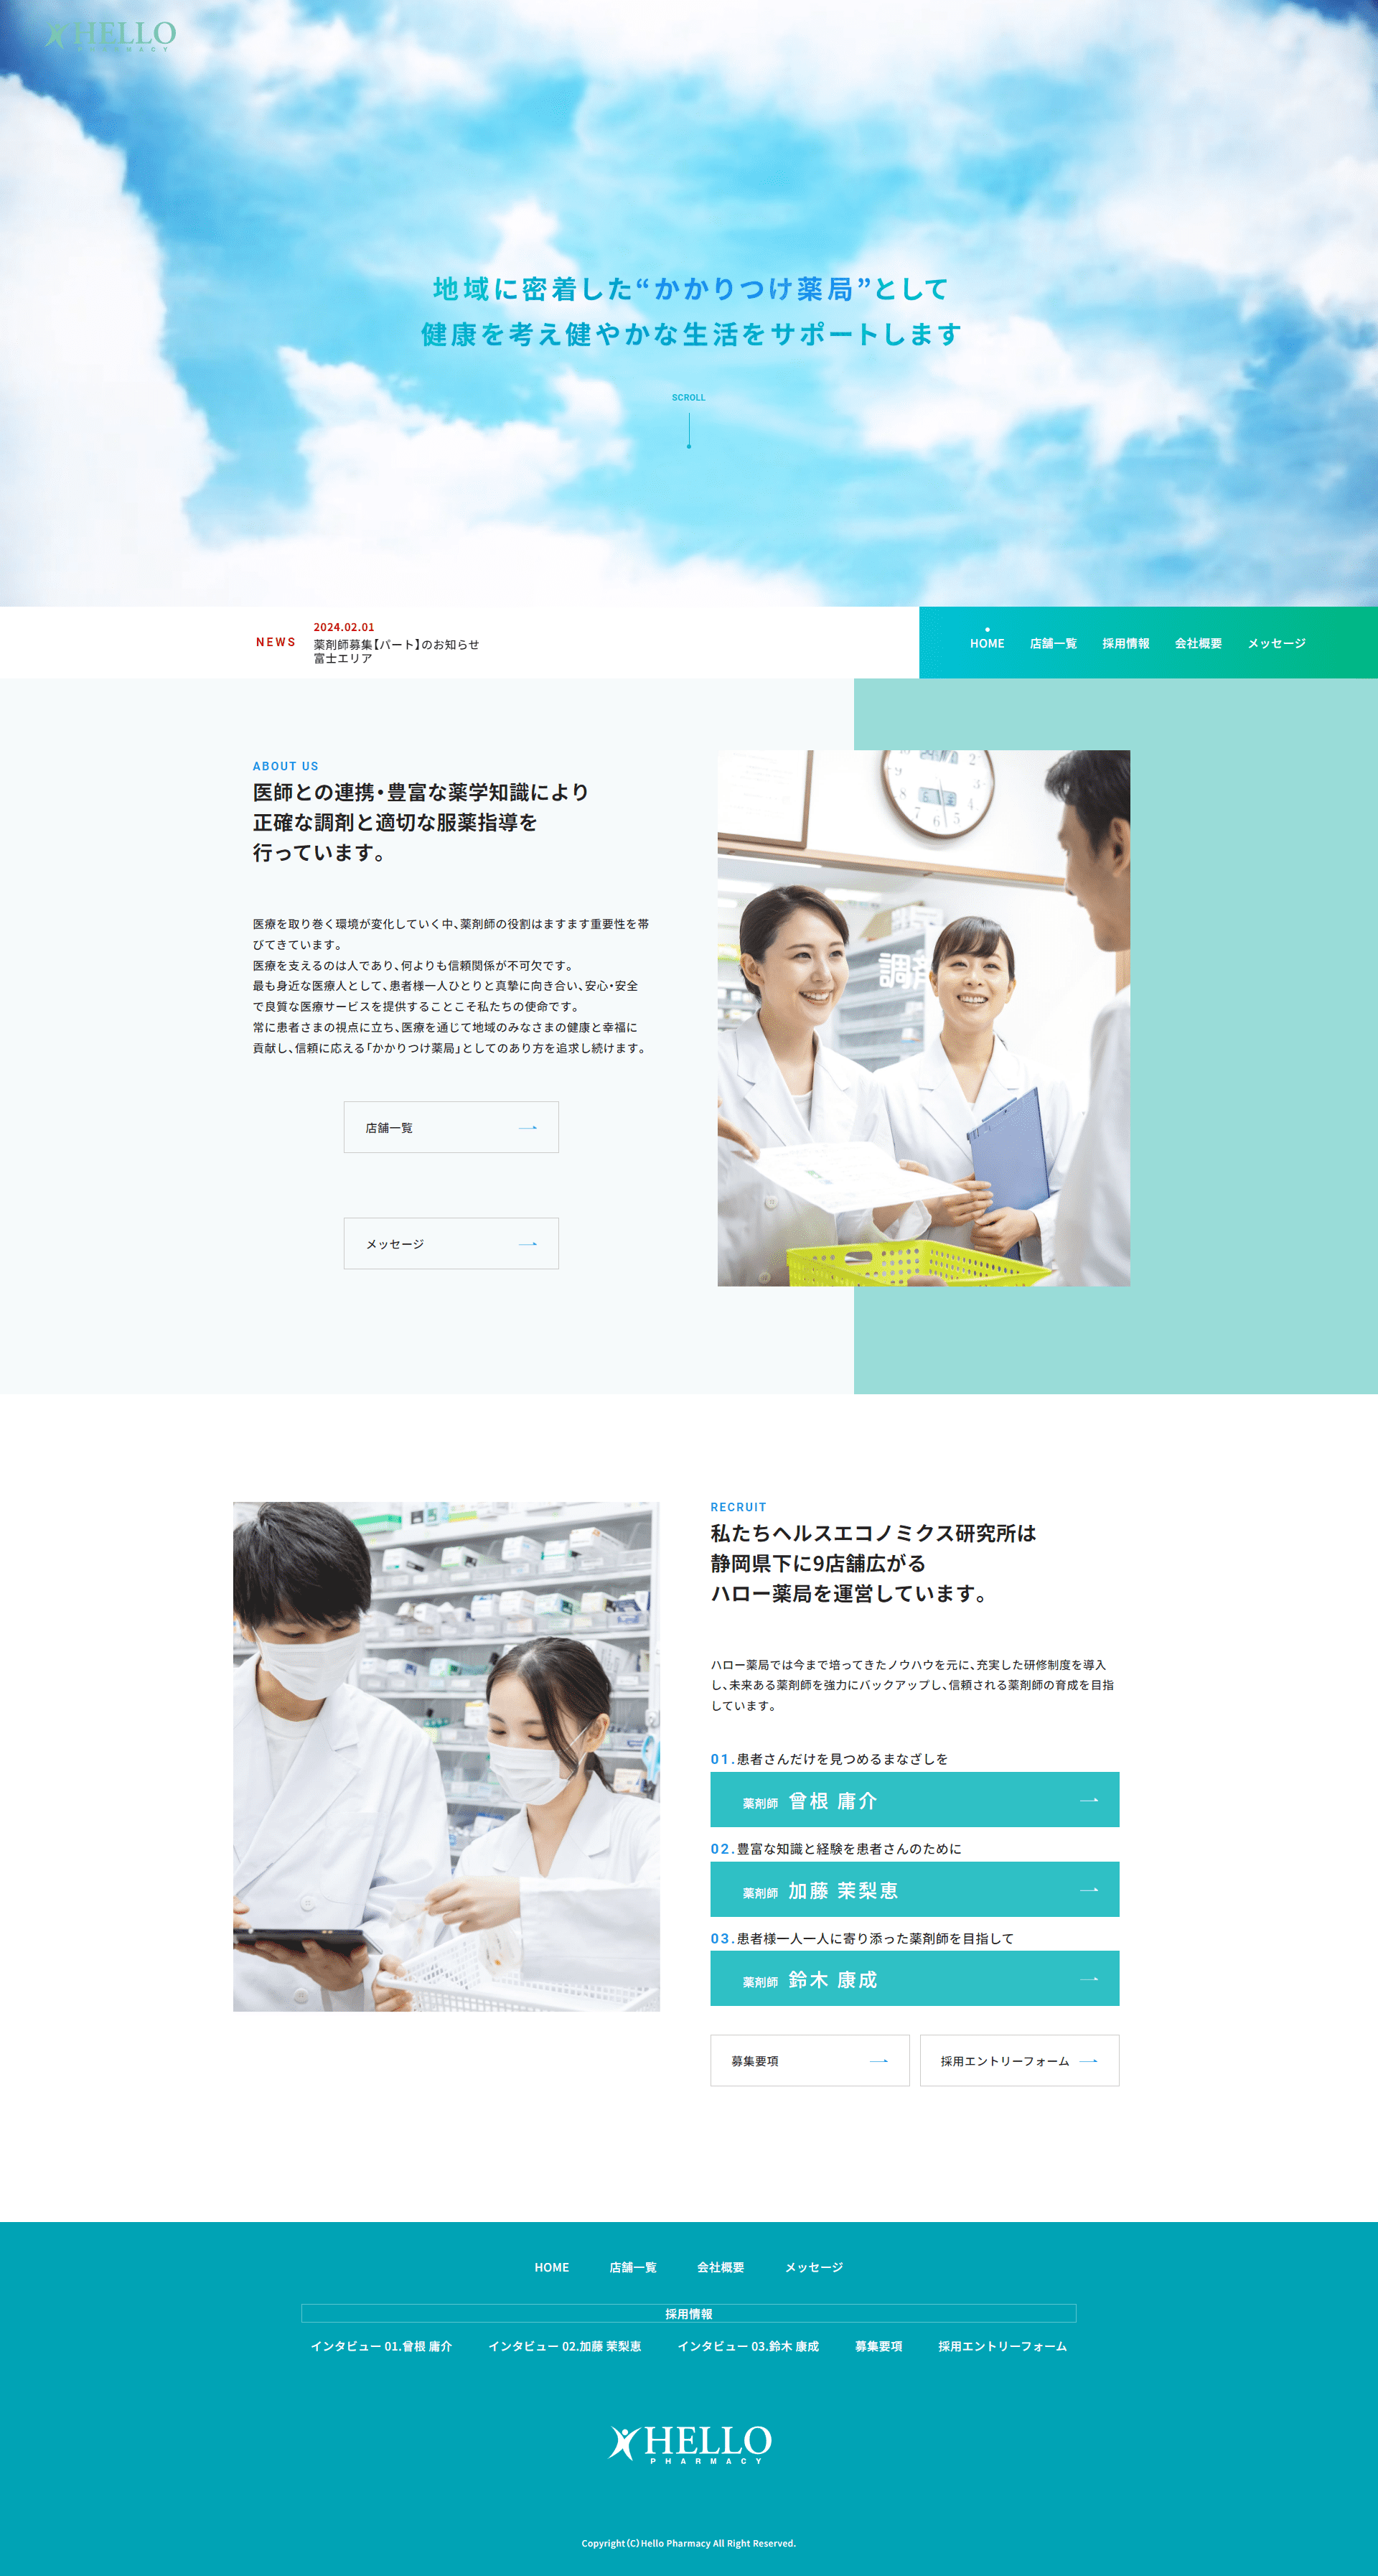 HELLO
PHARMACY
地域に密着した“かかりつけ薬局”として
健康を考え健やかな生活をサポートします
SCROLL
NEWS
2024.02.01
薬剤師募集【パート】のお知らせ
富士エリア
HOME 店舗一覧 採用情報 会社概要 メッセージ
ABOUT US
医師との連携・豊富な薬学知識により
正確な調剤と適切な服薬指導を
行っています。
医療を取り巻く環境が変化していく中、薬剤師の役割はますます重要性を帯
びてきています。
医療を支えるのは人であり、何よりも信頼関係が不可欠です。
最も身近な医療人として、患者様一人ひとりと真摯に向き合い、安心・安全
で良質な医療サービスを提供することこそ私たちの使命です。
常に患者さまの視点に立ち、医療を通じて地域のみなさまの健康と幸福に
貢献し、信頼に応える「かかりつけ薬局」としてのあり方を追求し続けます。
店舗一覧
メッセージ
調剤
RECRUIT
私たちヘルスエコノミクス研究所は
静岡県下に9店舗広がる
ハロー薬局を運営しています。
ハロー薬局では今まで培ってきたノウハウを元に、充実した研修制度を導入
し、未来ある薬剤師を強力にバックアップし、信頼される薬剤師の育成を目指
しています。
01.患者さんだけを見つめるまなざしを
薬剤師 曾根 庸介
02.豊富な知識と経験を患者さんのために
薬剤師 加藤 茉梨恵
03.患者様一人一人に寄り添った薬剤師を目指して
薬剤師 鈴木 康成
募集要項
採用エントリーフォーム
HOME 店舗一覧 会社概要 メッセージ
採用情報
インタビュー 01.曾根 庸介 インタビュー 02.加藤 茉梨恵 インタビュー 03.鈴木 康成 募集要項 採用エントリーフォーム
HELLO
PHARMACY
Copyright（C）Hello Pharmacy All Right Reserved.